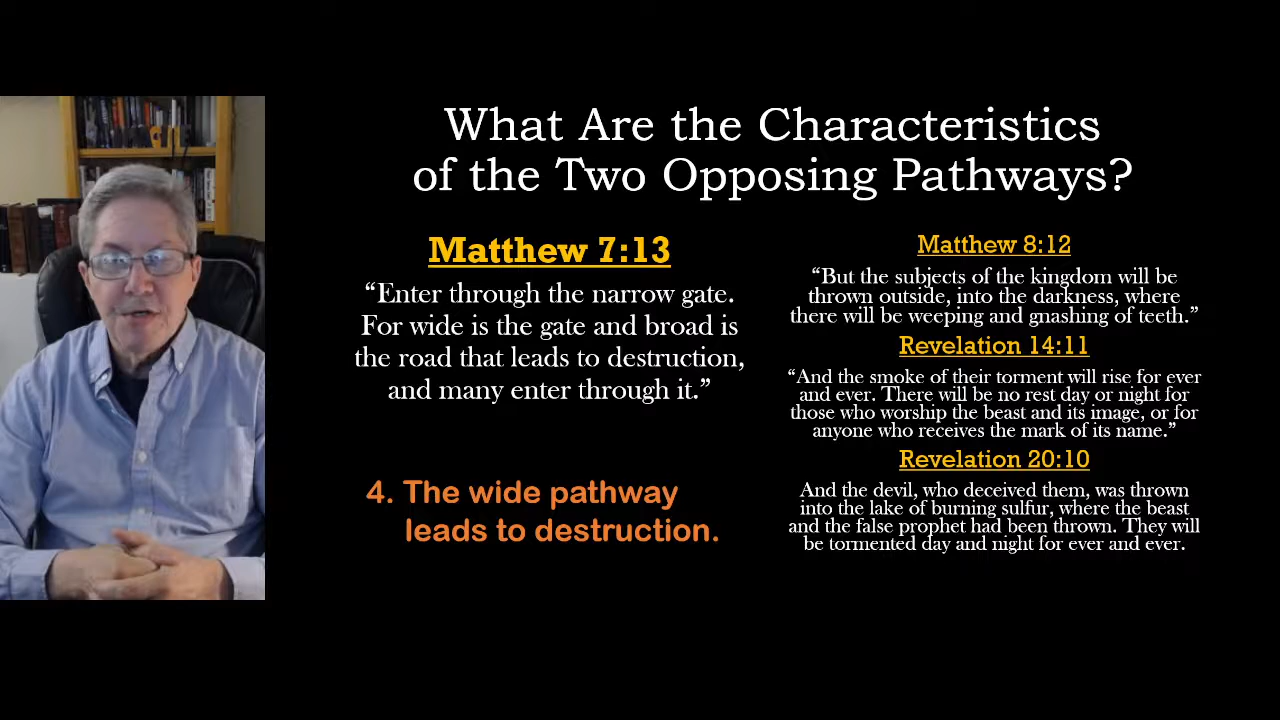 What Are the Characteristics
of the Two Opposing Pathways?
Matthew 7:13
“Enter through the narrow gate.
For wide is the gate and broad is
the road that leads to destruction,
and many enter through it.”
4. The wide pathway
leads to destruction.
Matthew 8:12
“But the subjects of the kingdom will be
thrown outside, into the darkness, where
there will be weeping and gnashing of teeth.”
Revelation 14:11
“And the smoke of their torment will rise for ever
and ever. There will be no rest day or night for
those who worship the beast and its image, or for
anyone who receives the mark of its name.”
Revelation 20:10
And the devil, who deceived them, was thrown
into the lake of burning sulfur, where the beast
and the false prophet had been thrown. They will
be tormented day and night for ever and ever.